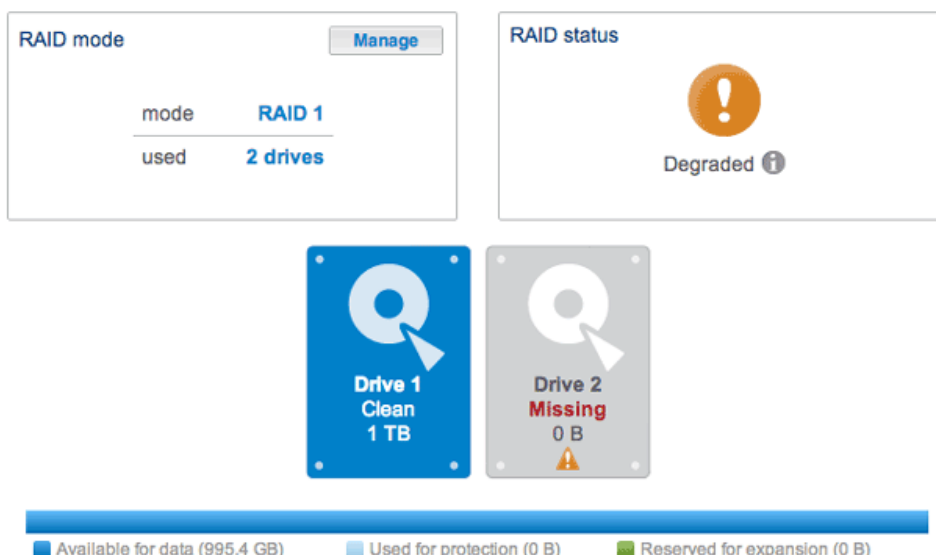 RAID mode
Manage
mode RAID 1
used 2 drives
RAID status
Degraded
Drive 1
Clean
1 TB
Drive 2
Missing
0 B
Available for data (995.4 GB) Used for protection (0 B) Reserved for expansion (0 B)